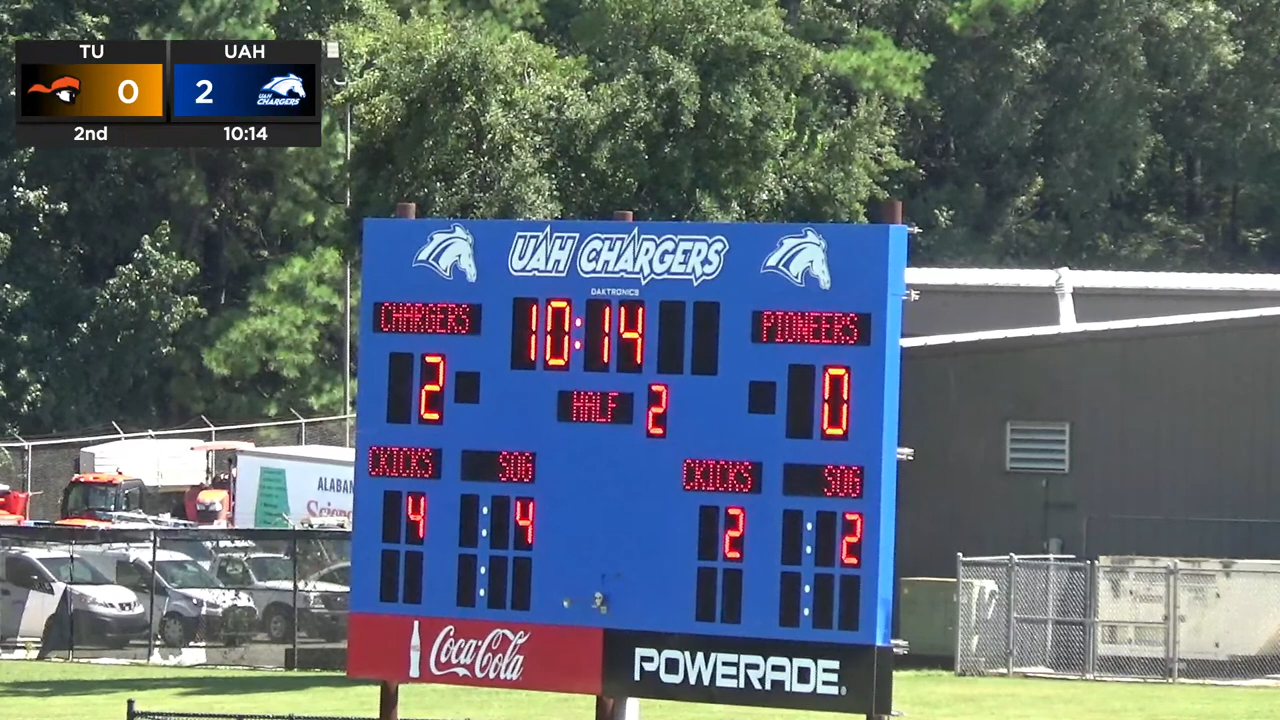 TU UAH
0 2
UAH CHARGERS
2nd 10:14
UAH CHARGERS
DAKTRONICS
CHARGERS 10:14 PIONEERS
2 HALF 2 0
CKICKS SOG CKICKS SOG
4 4 2 2
ALABAM
Coca-Cola
POWERADE